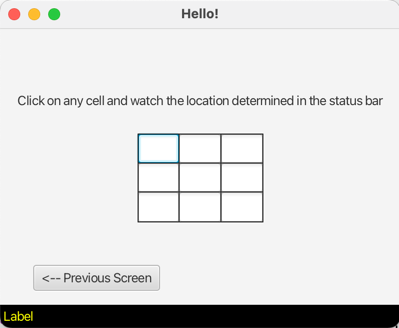 Hello!
Click on any cell and watch the location determined in the status bar
<-- Previous Screen
Label